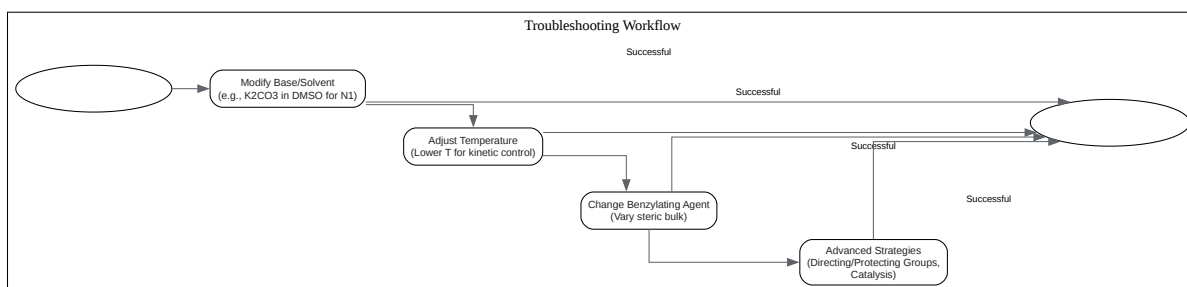 Troubleshooting Workflow
Successful
Modify Base/Solvent
(e.g., K2CO3 in DMSO for N1)
Successful
Adjust Temperature
(Lower T for kinetic control)
Successful
Change Benzylating Agent
(Vary steric bulk)
Successful
Advanced Strategies
(Directing/Protecting Groups,
Catalysis)